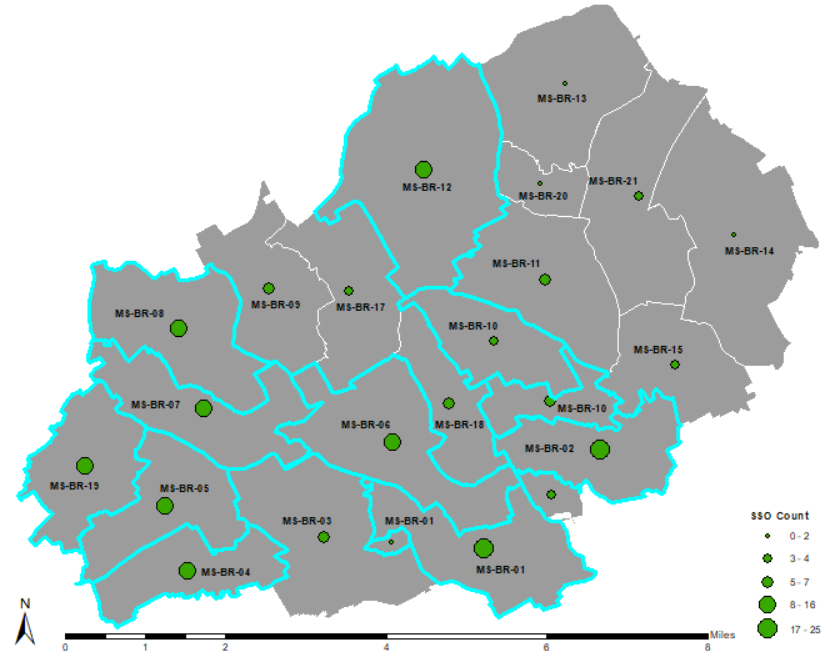 MS-BR-13
MS-BR-12
MS-BR-20
MS-BR-21
MS-BR-14
MS-BR-11
MS-BR-09
MS-BR-17
MS-BR-08
MS-BR-10
MS-BR-15
MS-BR-07
MS-BR-10
MS-BR-06
MS-BR-18
MS-BR-02
MS-BR-19
MS-BR-05
MS-BR-03
MS-BR-01
MS-BR-04
MS-BR-01
SSO Count
0 - 2
3 - 4
5 - 7
8 - 16
17 - 25
N
Miles
0 1 2 4 6 8